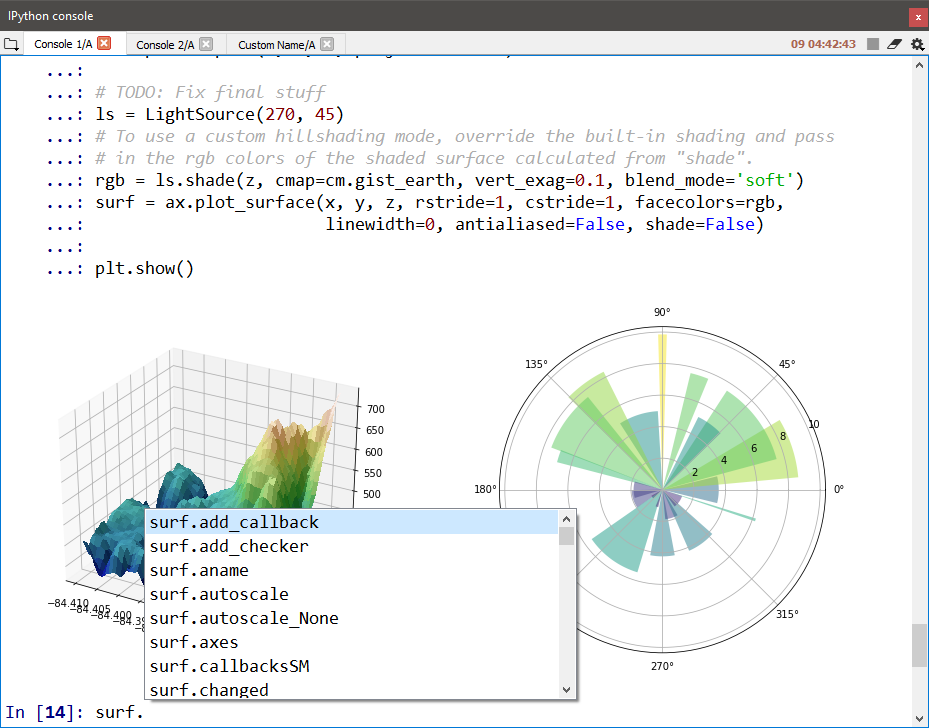 IPython console
Console 1/A
Console 2/A
Custom Name/A
09 04:42:43
...:
...: # TODO: Fix final stuff
...: ls = LightSource(270, 45)
...: # To use a custom hillshading mode, override the built-in shading and pass
...: # in the rgb colors of the shaded surface calculated from "shade".
...: rgb = ls.shade(z, cmap=cm.gist_earth, vert_exag=0.1, blend_mode='soft')
...: surf = ax.plot_surface(x, y, z, rstride=1, cstride=1, facecolors=rgb,
...:                        linewidth=0, antialiased=False, shade=False)
...:
...: plt.show()
700
650
600
550
500
−84.410
−84.405
−84.400
90°
135°
45°
180°
0°
315°
270°
2
4
6
8
10
surf.add_callback
surf.add_checker
surf.aname
surf.autoscale
surf.autoscale_None
surf.axes
surf.callbacksSM
surf.changed
In [14]: surf.